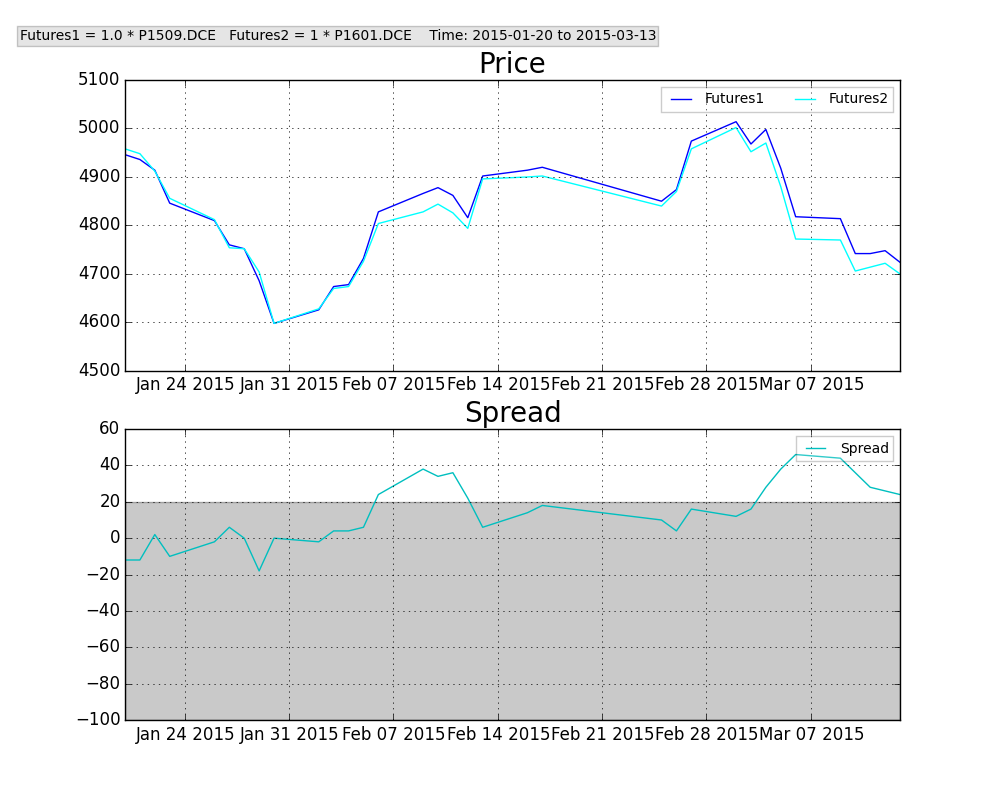 Futures1 = 1.0 * P1509.DCE   Futures2 = 1 * P1601.DCE    Time: 2015-01-20 to 2015-03-13
Price
5100
5000
4900
4800
4700
4600
4500
Futures1   Futures2
Jan 24 2015 Jan 31 2015 Feb 07 2015 Feb 14 2015 Feb 21 2015 Feb 28 2015 Mar 07 2015
Spread
60
40
20
0
−20
−40
−60
−80
−100
Spread
Jan 24 2015 Jan 31 2015 Feb 07 2015 Feb 14 2015 Feb 21 2015 Feb 28 2015 Mar 07 2015